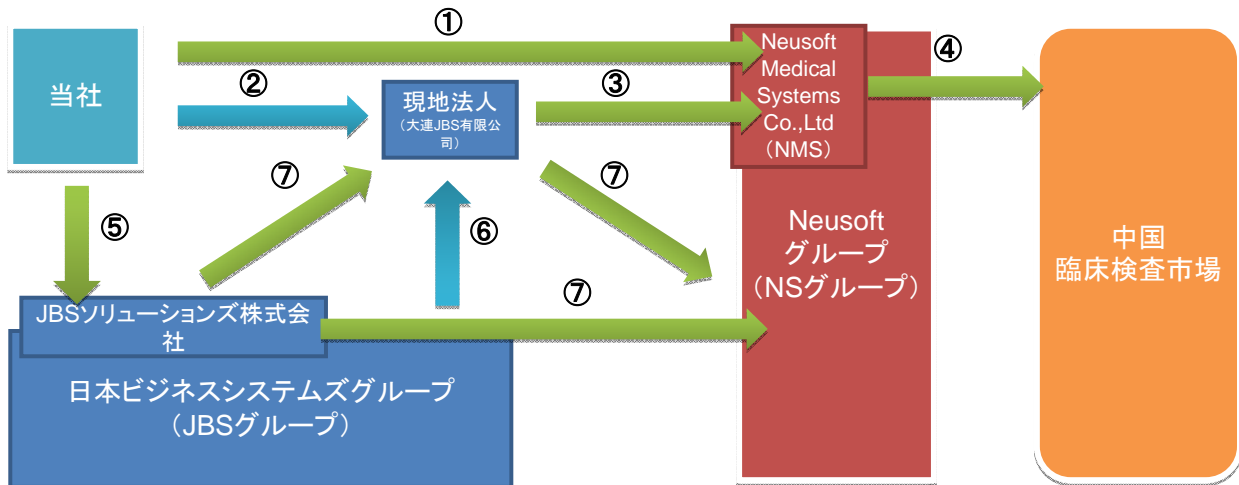 ①
④
Neusoft
Medical
Systems
Co.,Ltd
（NMS）
当社
②
③
現地法人
（大連JBS有限公
司）
⑦
⑦
⑤
⑥
Neusoft
グループ
（NSグループ）
中国
臨床検査市場
⑦
JBSソリューションズ株式会
社
日本ビジネスシステムズグループ
（JBSグループ）